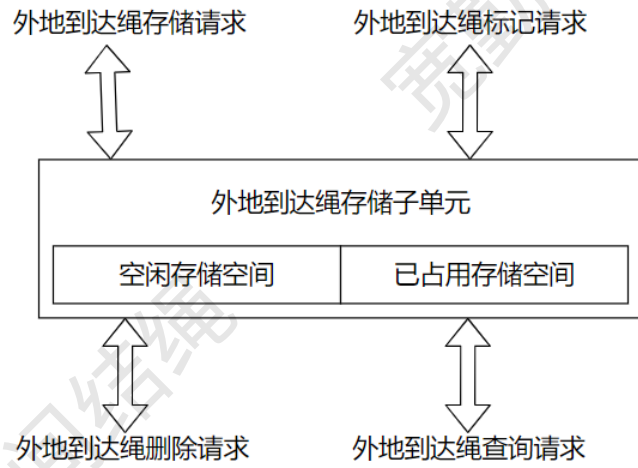 外地到达绳存储请求
外地到达绳标记请求
外地到达绳存储子单元
空闲存储空间
已占用存储空间
外地到达绳删除请求
外地到达绳查询请求